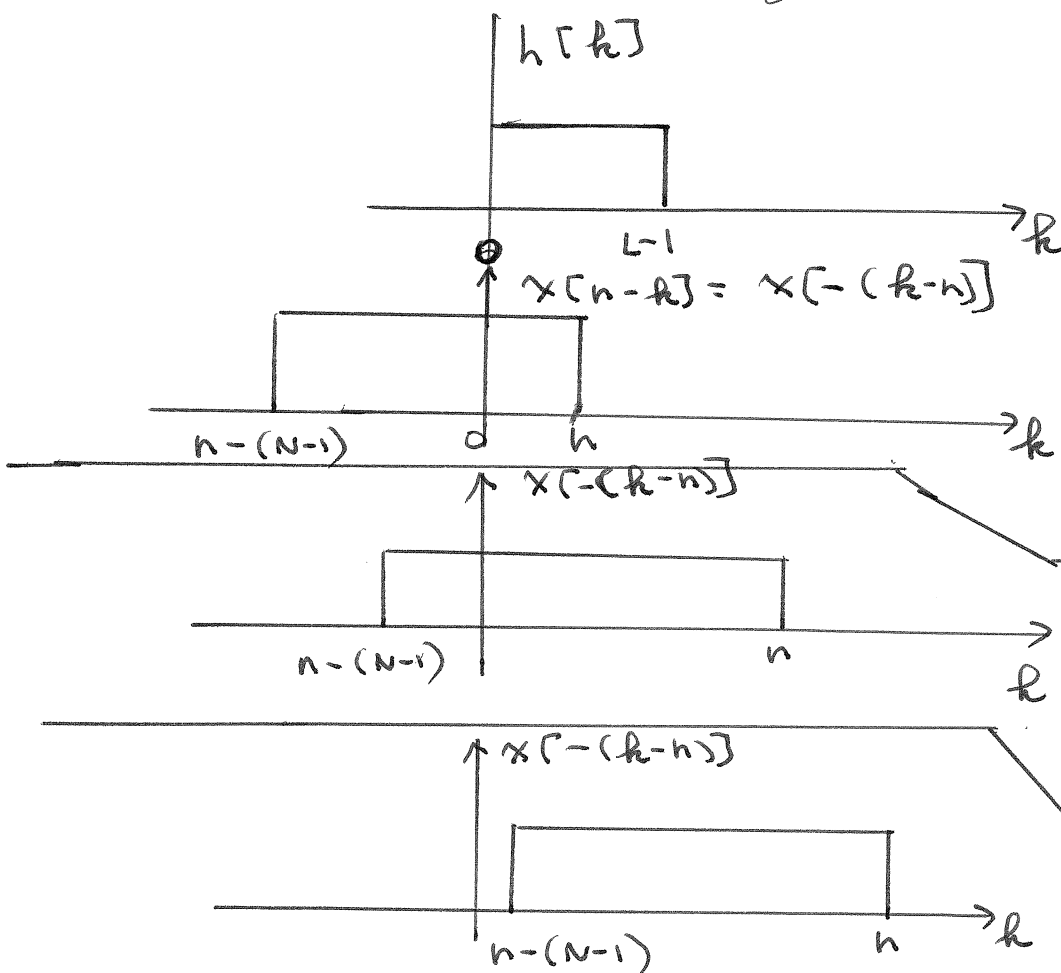 h[k]
L-1
k
x[n-k] = x[-(k-n)]
n-(N-1) 0 n k
x[-(k-n)]
n-(N-1) n
k
x[-(k-n)]
n-(N-1) n k